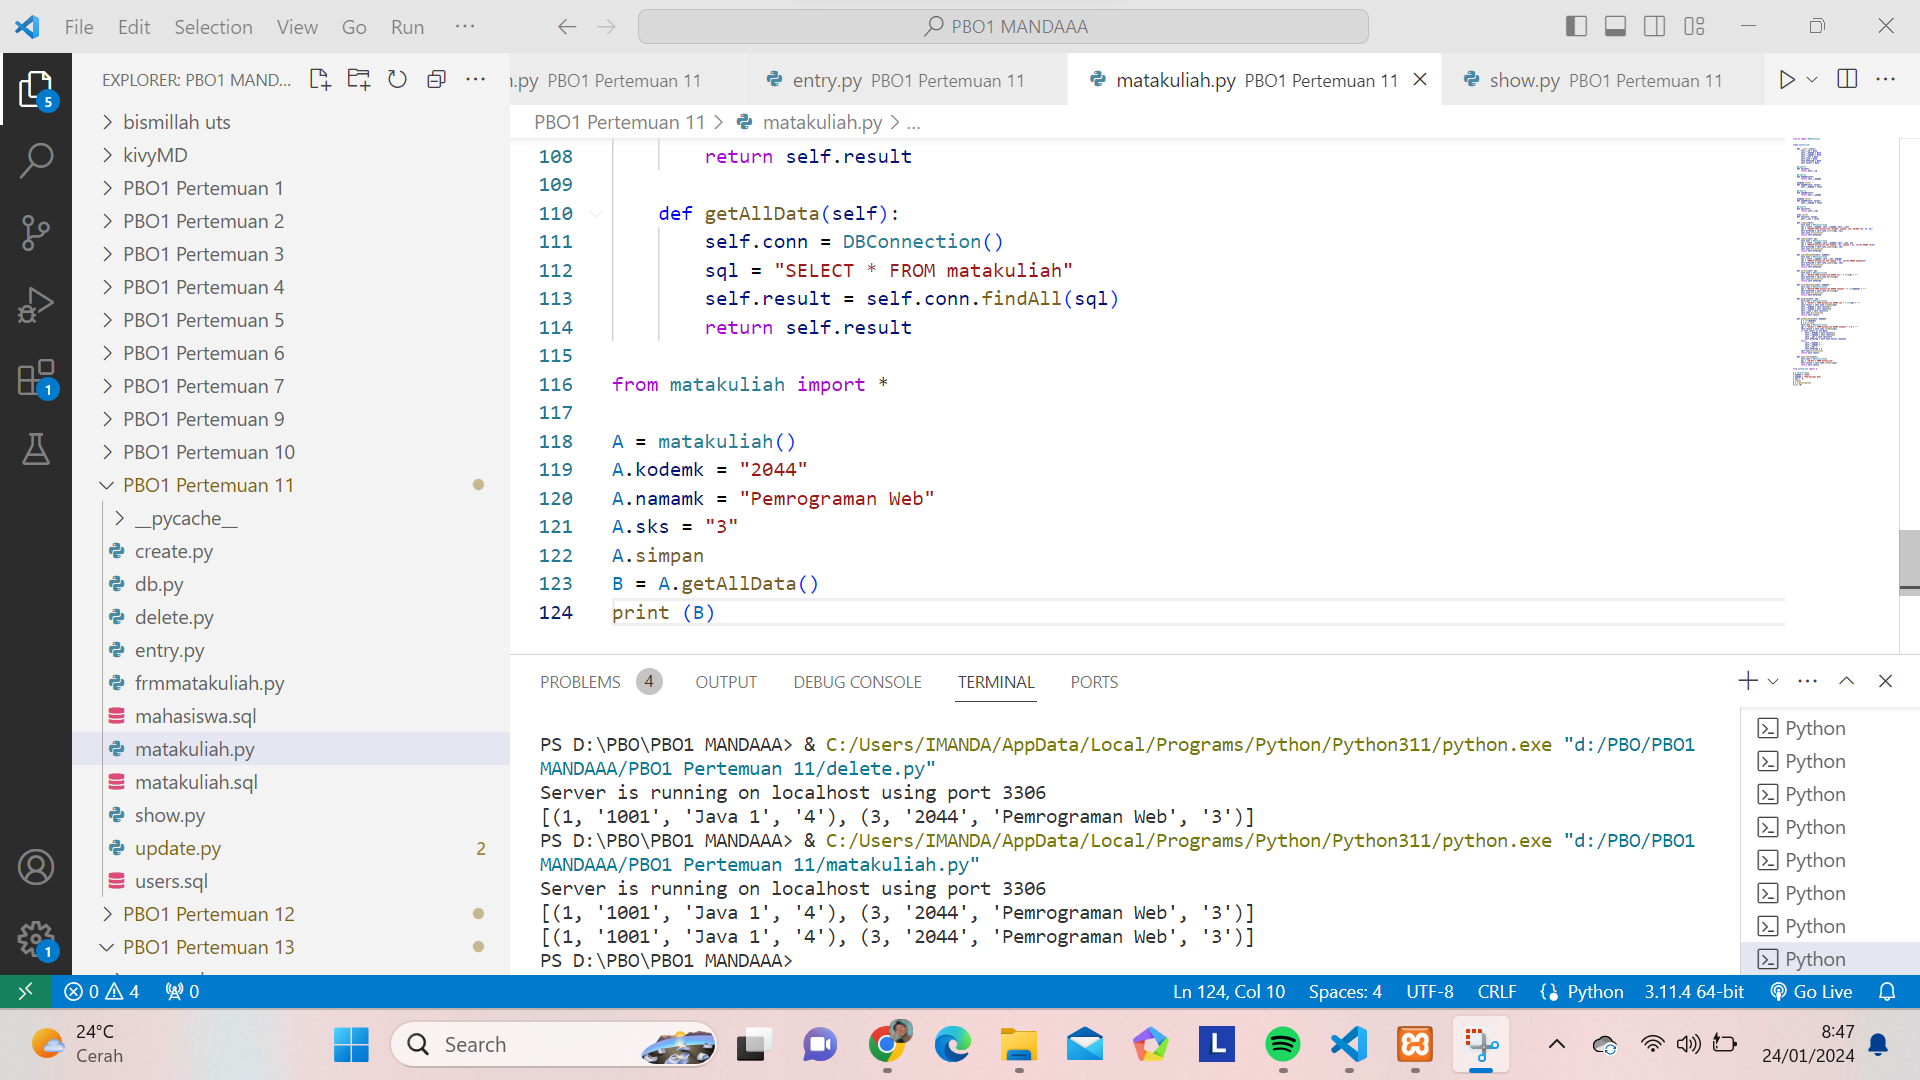 File Edit Selection View Go Run ···
PBO1 MANDAAA
EXPLORER: PBO1 MAND...
.py PBO1 Pertemuan 11
entry.py PBO1 Pertemuan 11
matakuliah.py PBO1 Pertemuan 11
show.py PBO1 Pertemuan 11
PBO1 Pertemuan 11 > matakuliah.py > ...
5
1
1
bismillah uts
kivyMD
PBO1 Pertemuan 1
PBO1 Pertemuan 2
PBO1 Pertemuan 3
PBO1 Pertemuan 4
PBO1 Pertemuan 5
PBO1 Pertemuan 6
PBO1 Pertemuan 7
PBO1 Pertemuan 9
PBO1 Pertemuan 10
PBO1 Pertemuan 11
__pycache__
create.py
db.py
delete.py
entry.py
frmmatakuliah.py
mahasiswa.sql
matakuliah.py
matakuliah.sql
show.py
update.py 2
users.sql
PBO1 Pertemuan 12
PBO1 Pertemuan 13
108 return self.result
109
110 def getAllData(self):
111 self.conn = DBConnection()
112 sql = "SELECT * FROM matakuliah"
113 self.result = self.conn.findAll(sql)
114 return self.result
115
116 from matakuliah import *
117
118 A = matakuliah()
119 A.kodemk = "2044"
120 A.namamk = "Pemrograman Web"
121 A.sks = "3"
122 A.simpan
123 B = A.getAllData()
124 print (B)
PROBLEMS 4 OUTPUT DEBUG CONSOLE TERMINAL PORTS
PS D:\PBO\PBO1 MANDAAA> & C:/Users/IMANDA/AppData/Local/Programs/Python/Python311/python.exe "d:/PBO/PBO1
MANDAAA/PBO1 Pertemuan 11/delete.py"
Server is running on localhost using port 3306
[(1, '1001', 'Java 1', '4'), (3, '2044', 'Pemrograman Web', '3')]
PS D:\PBO\PBO1 MANDAAA> & C:/Users/IMANDA/AppData/Local/Programs/Python/Python311/python.exe "d:/PBO/PBO1
MANDAAA/PBO1 Pertemuan 11/matakuliah.py"
Server is running on localhost using port 3306
[(1, '1001', 'Java 1', '4'), (3, '2044', 'Pemrograman Web', '3')]
[(1, '1001', 'Java 1', '4'), (3, '2044', 'Pemrograman Web', '3')]
PS D:\PBO\PBO1 MANDAAA>
Python
Python
Python
Python
Python
Python
Python
Python
0 4 0
Ln 124, Col 10 Spaces: 4 UTF-8 CRLF Python 3.11.4 64-bit Go Live
24°C
Cerah
Search
L
8:47
24/01/2024